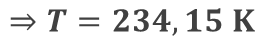 ⇒ T = 234,15 K